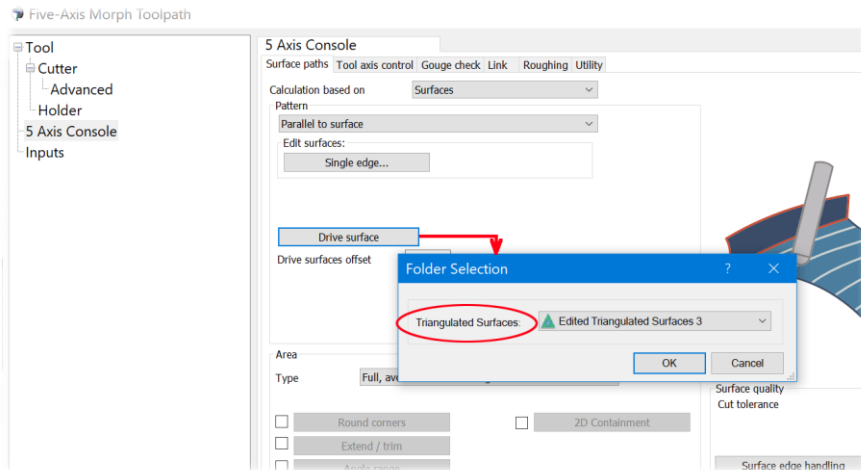 Five-Axis Morph Toolpath
Tool
Cutter
Advanced
Holder
5 Axis Console
Inputs
5 Axis Console
Surface paths Tool axis control Gouge check Link Roughing Utility
Calculation based on Surfaces
Pattern
Parallel to surface
Edit surfaces:
Single edge...
Drive surface
Drive surfaces offset
Folder Selection ? X
Triangulated Surfaces: Edited Triangulated Surfaces 3
OK Cancel
Area
Type Full,
Round corners 2D Containment
Extend / trim
Angle range
Surface quality
Cut tolerance
Surface edge handling